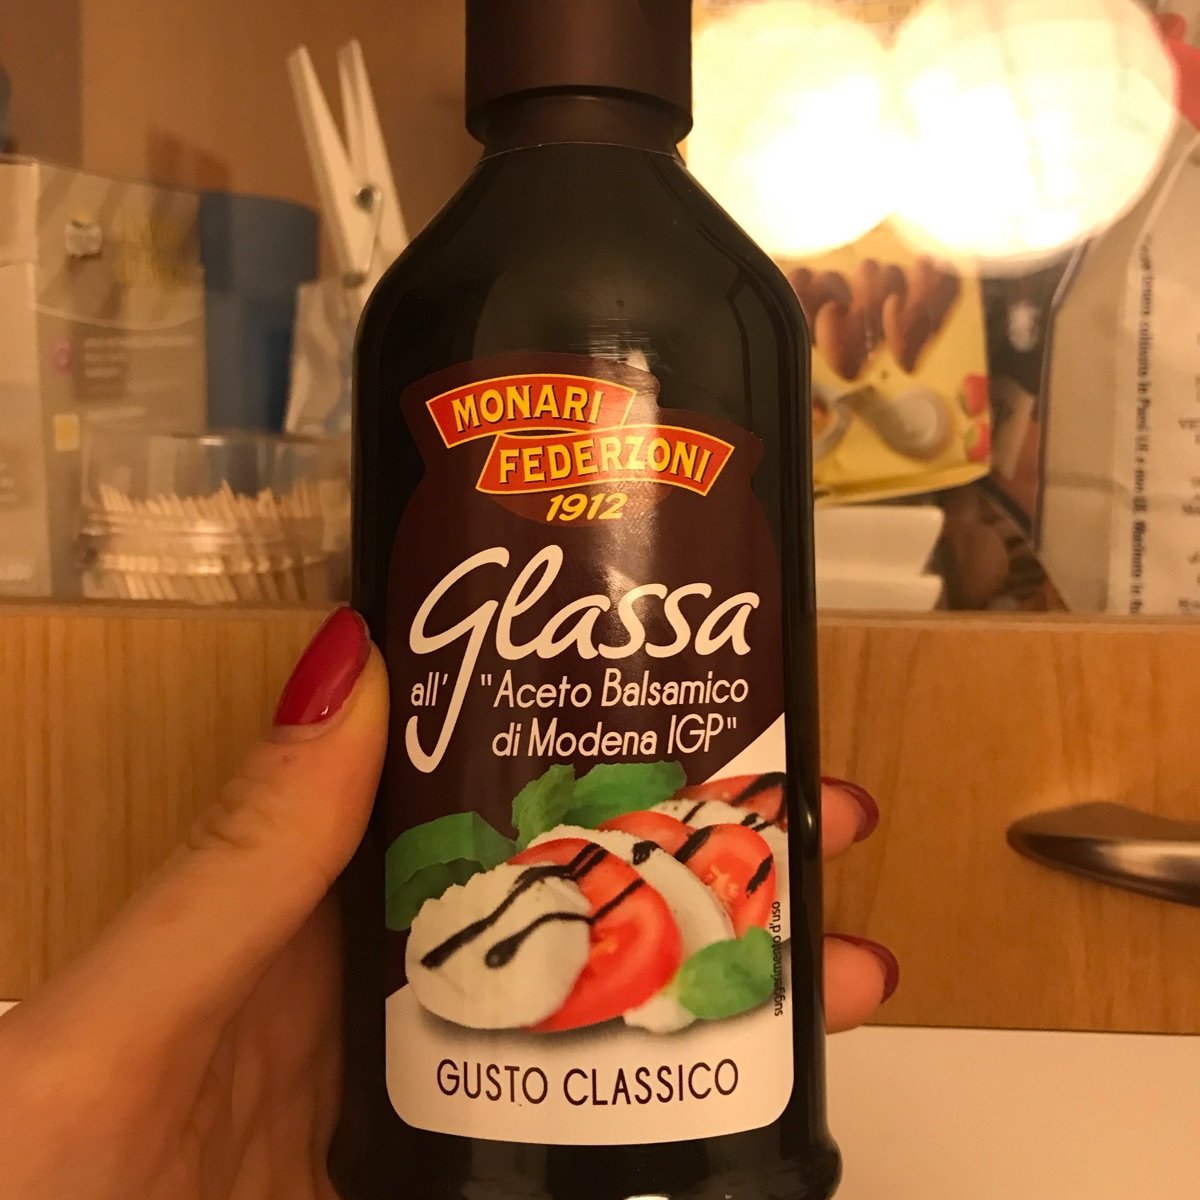 MONARI
FEDERZONI
1912
Glassa
all' "Aceto Balsamico
di Modena IGP"
suggerimento d'uso
GUSTO CLASSICO